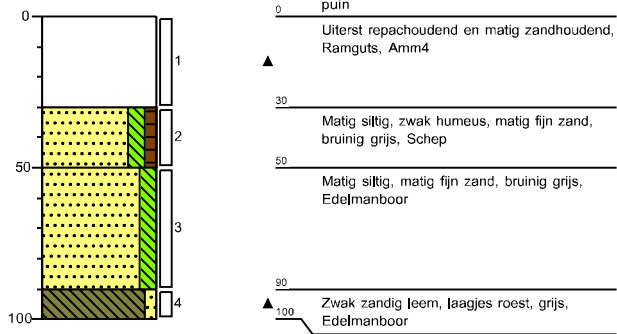 puin
0
0
Uiterst repachoudend en matig zandhoudend,
Ramguts, Amm4
1
30
Matig siltig, zwak humeus, matig fijn zand,
bruinig grijs, Schep
2
50
50
Matig siltig, matig fijn zand, bruinig grijs,
Edelmanboor
3
90
Zwak zandig leem, laagjes roest, grijs,
Edelmanboor
4
100
100